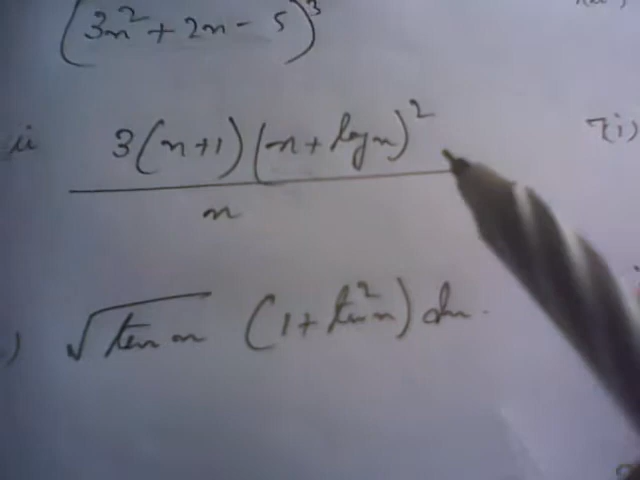 (3x² + 2x - 5)³
ii 3(x+1)(x + log x)² 7(i)
x
) √tan x (1 + tan² x) dx.